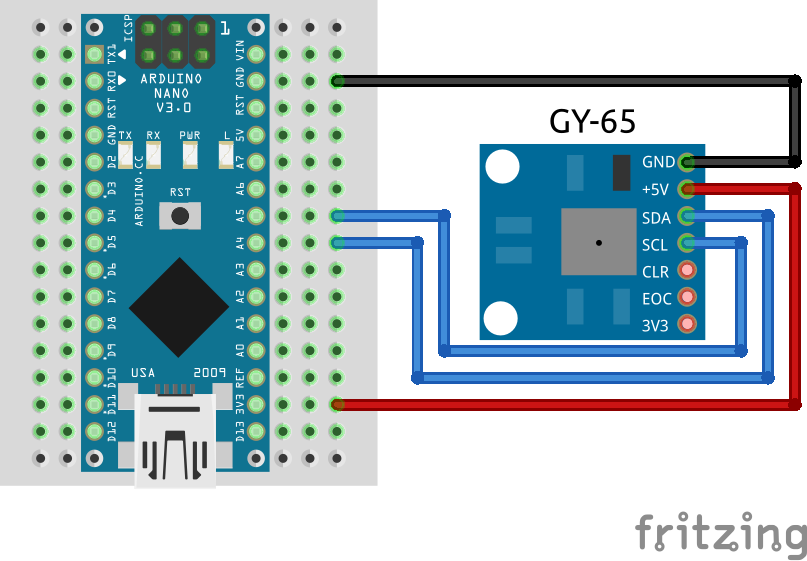 ICSP
1
TX1
RX0
RST
GND
D2
D3
D4
D5
D6
D7
D8
D9
D10
D11
D12
VIN
GND
RST
5V
A7
A6
A5
A4
A3
A2
A1
A0
REF
3V3
D13
ARDUINO
NANO
V3.0
TX RX PWR L
ARDUINO.CC
RST
USA 2009
GY-65
GND
+5V
SDA
SCL
CLR
EOC
3V3
fritzing